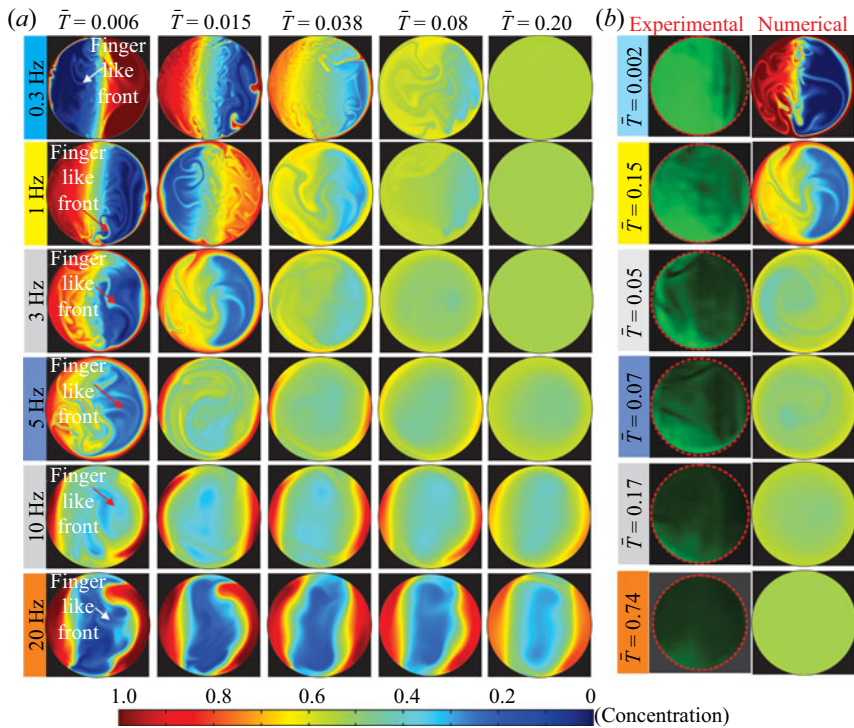 (a)
T̄ = 0.006
T̄ = 0.015
T̄ = 0.038
T̄ = 0.08
T̄ = 0.20
(b)
Experimental
Numerical
0.3 Hz
Finger
like
front
T̄ = 0.002
1 Hz
Finger
like
front
T̄ = 0.15
3 Hz
Finger
like
front
T̄ = 0.05
5 Hz
Finger
like
front
T̄ = 0.07
10 Hz
Finger
like
front
T̄ = 0.17
20 Hz
Finger
like
front
T̄ = 0.74
1.0
0.8
0.6
0.4
0.2
0
(Concentration)